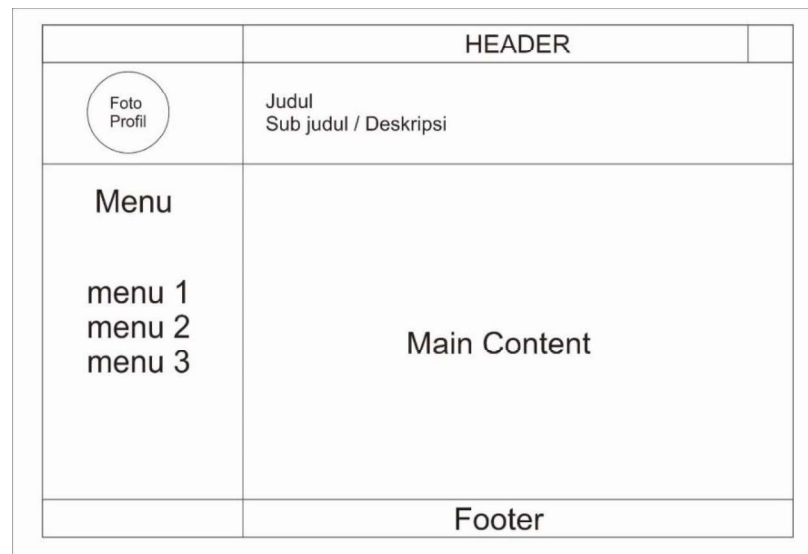 HEADER
Foto
Profil
Judul
Sub judul / Deskripsi
Menu
menu 1
menu 2
menu 3
Main Content
Footer